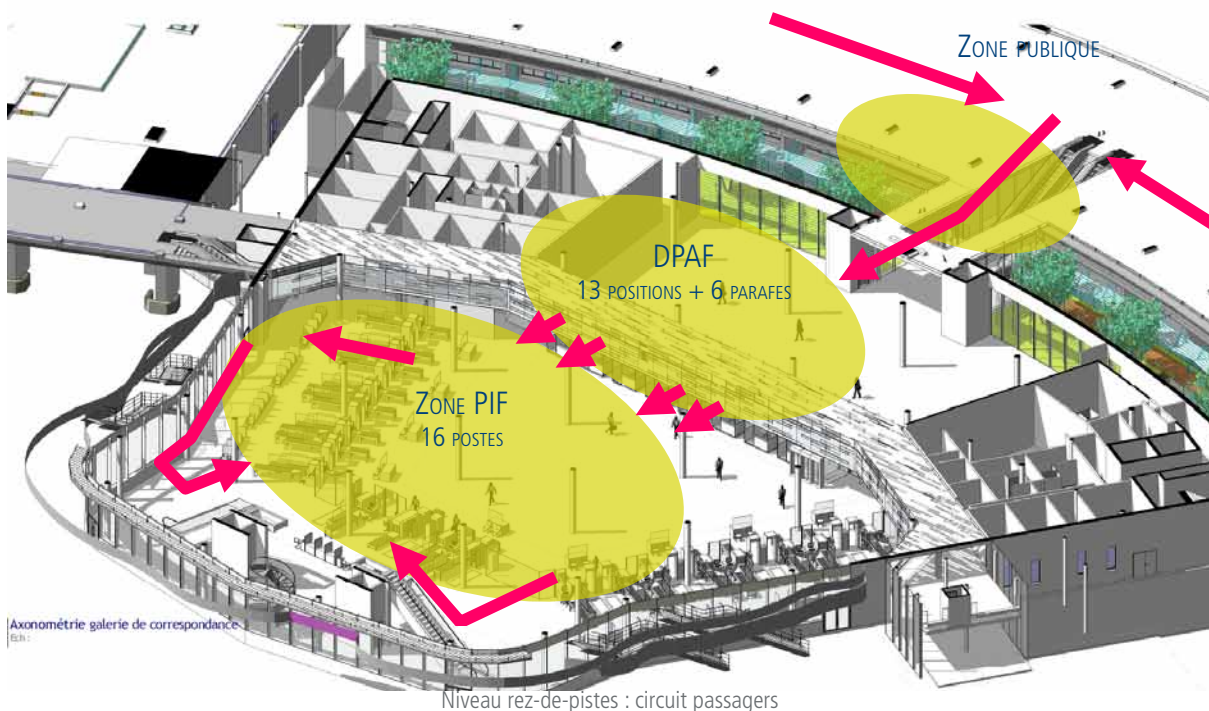 ZONE PUBLIQUE
DPAF
13 POSITIONS + 6 PARAFES
ZONE PIF
16 POSTES
Axonométrie galerie de correspondance
Ech :
Niveau rez-de-pistes : circuit passagers